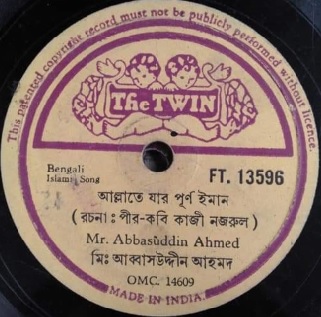 This patented copyright record must not be publicly performed without licence.
The TWIN
Bengali
Islamic Song
FT. 13596
আল্লাতে যার পূর্ণ ইমান
(রচনা: পীর-কবি কাজী নজরুল)
Mr. Abbasuddin Ahmed
মিঃ আব্বাসউদ্দীন আহমদ
OMC. 14609
MADE IN INDIA.